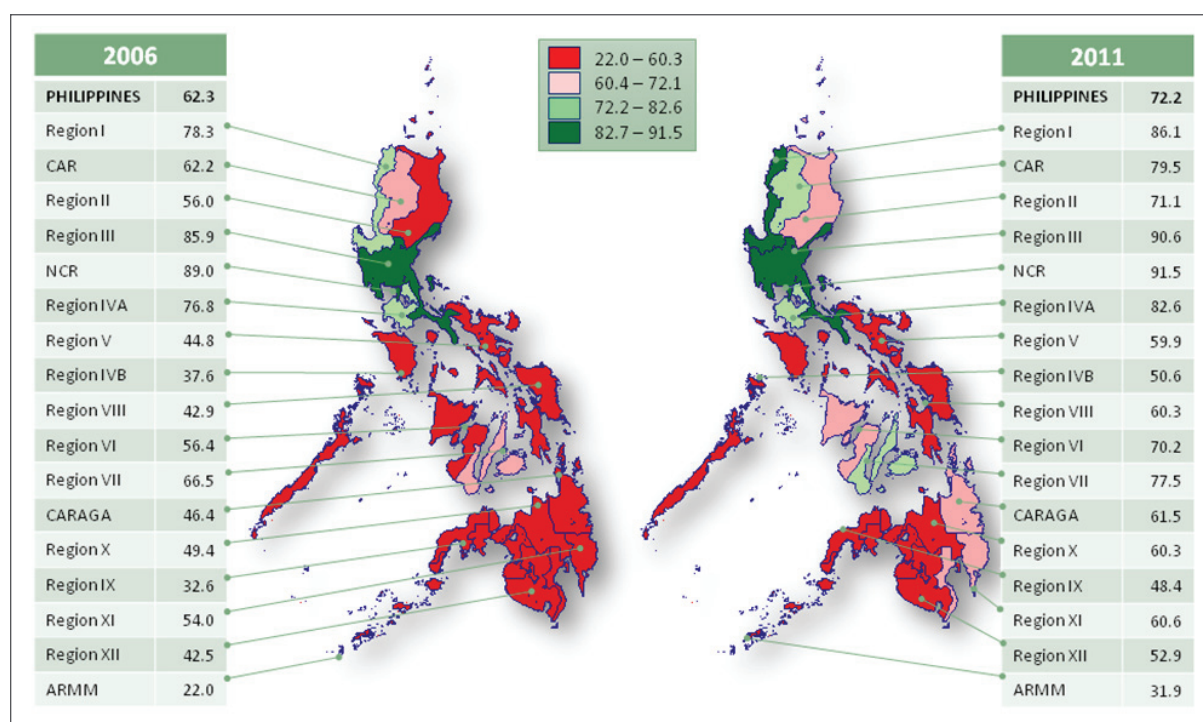 2006
PHILIPPINES 62.3
Region I 78.3
CAR 62.2
Region II 56.0
Region III 85.9
NCR 89.0
Region IVA 76.8
Region V 44.8
Region IVB 37.6
Region VIII 42.9
Region VI 56.4
Region VII 66.5
CARAGA 46.4
Region X 49.4
Region IX 32.6
Region XI 54.0
Region XII 42.5
ARMM 22.0
22.0 – 60.3
60.4 – 72.1
72.2 – 82.6
82.7 – 91.5
2011
PHILIPPINES 72.2
Region I 86.1
CAR 79.5
Region II 71.1
Region III 90.6
NCR 91.5
Region IVA 82.6
Region V 59.9
Region IVB 50.6
Region VIII 60.3
Region VI 70.2
Region VII 77.5
CARAGA 61.5
Region X 60.3
Region IX 48.4
Region XI 60.6
Region XII 52.9
ARMM 31.9